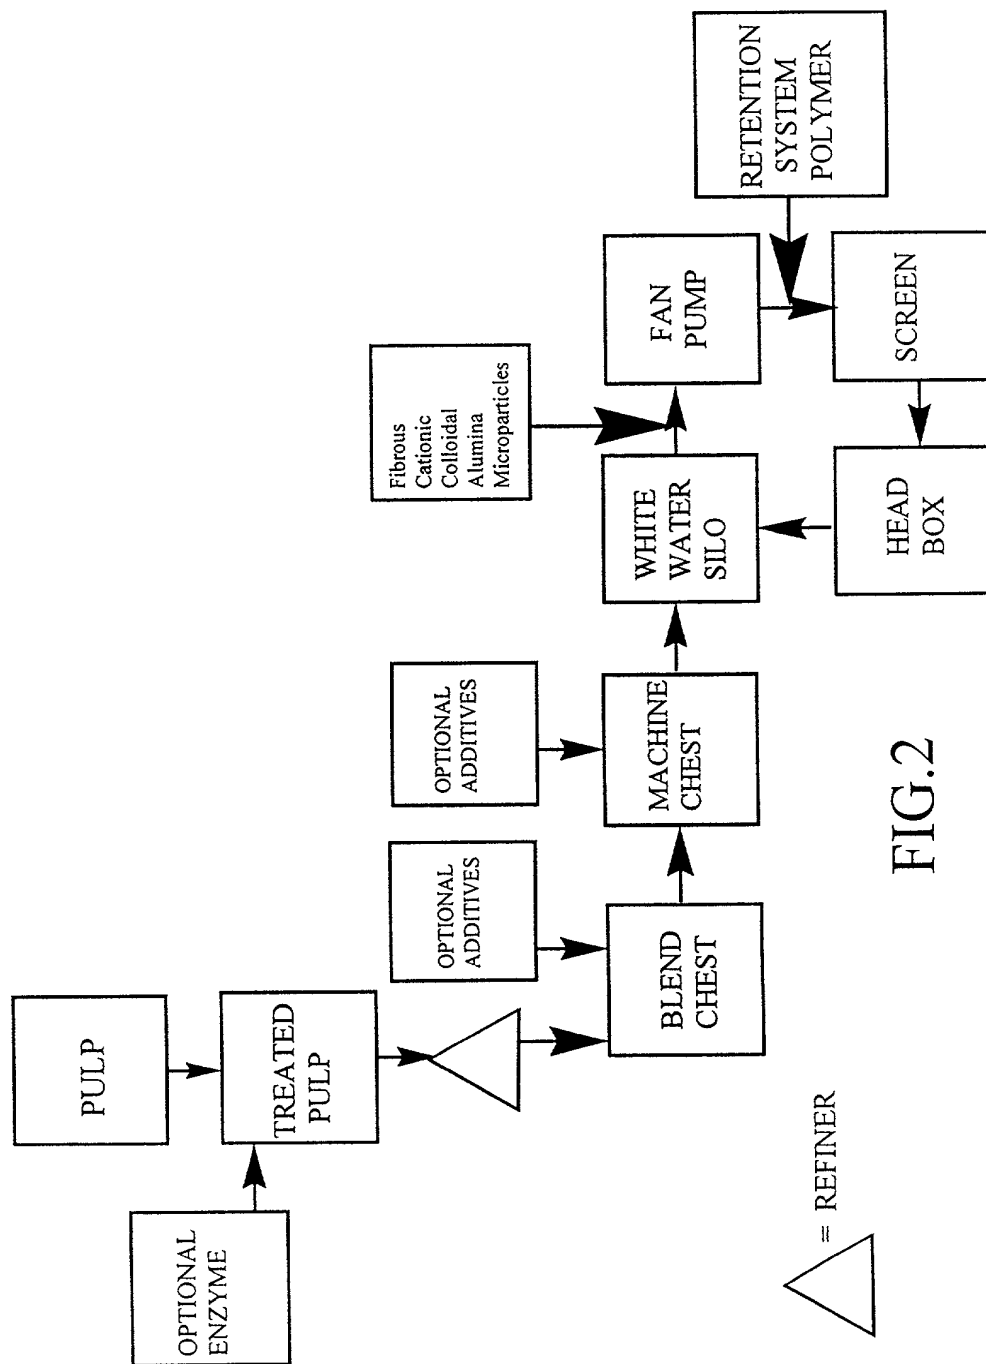 OPTIONAL
ENZYME
PULP
TREATED
PULP
OPTIONAL
ADDITIVES
BLEND
CHEST
OPTIONAL
ADDITIVES
MACHINE
CHEST
Fibrous
Cationic
Colloidal
Alumina
Microparticles
WHITE
WATER
SILO
FAN
PUMP
RETENTION
SYSTEM
POLYMER
SCREEN
HEAD
BOX
= REFINER
FIG.2